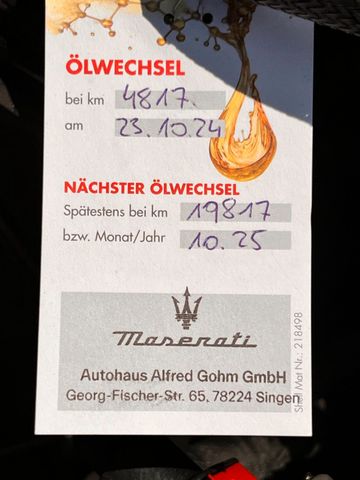 ÖLWECHSEL
bei km 4817.
am 23.10.24
NÄCHSTER ÖLWECHSEL
Spätestens bei km 19817
bzw. Monat/Jahr 10.25
Maserati
Autohaus Alfred Gohm GmbH
Georg-Fischer-Str. 65, 78224 Singen
Shell Mat Nr.: 218498